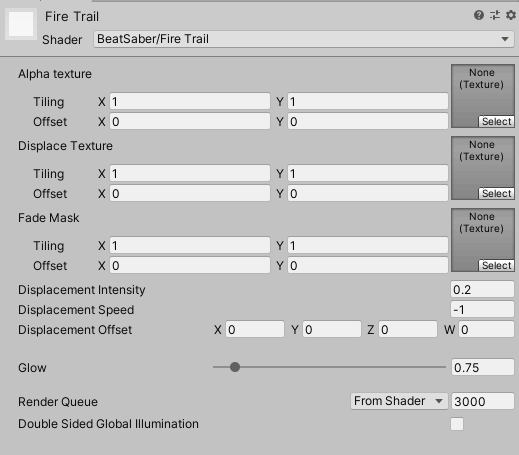 Fire Trail
Shader BeatSaber/Fire Trail
Alpha texture
None
(Texture)
Tiling X 1 Y 1
Offset X 0 Y 0
Select
Displace Texture
None
(Texture)
Tiling X 1 Y 1
Offset X 0 Y 0
Select
Fade Mask
None
(Texture)
Tiling X 1 Y 1
Offset X 0 Y 0
Select
Displacement Intensity 0.2
Displacement Speed -1
Displacement Offset X 0 Y 0 Z 0 W 0
Glow 0.75
Render Queue From Shader 3000
Double Sided Global Illumination